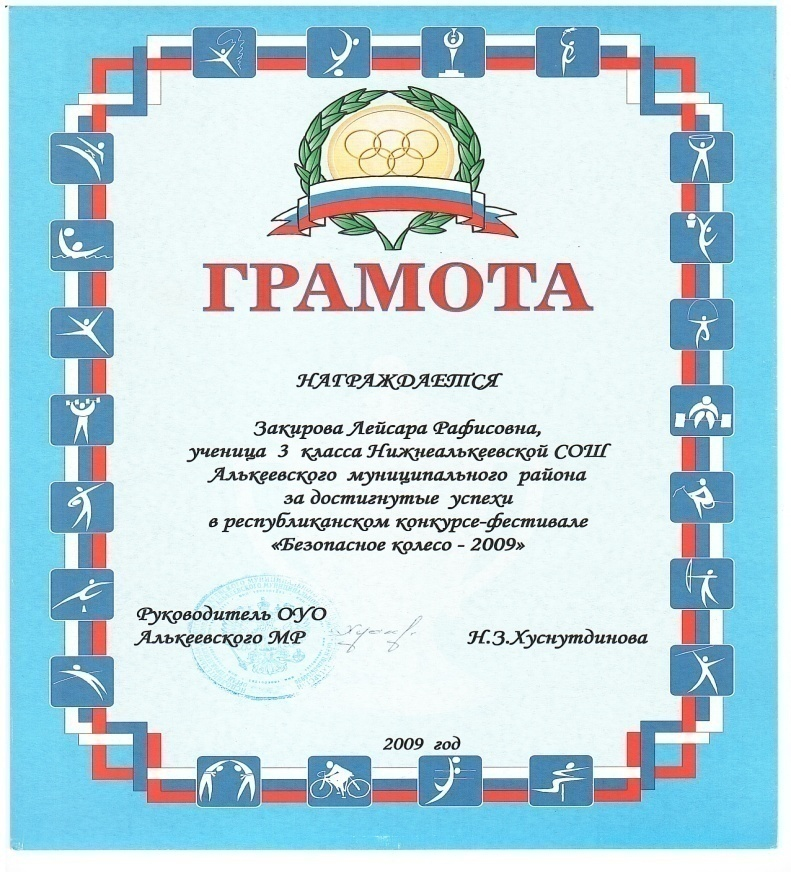 ГРАМОТА
НАГРАЖДАЕТСЯ
Закирова Лейсара Рафисовна,
ученица 3 класса Нижнеалькеевской СОШ
Алькеевского муниципального района
за достигнутые успехи
в республиканском конкурсе-фестивале
«Безопасное колесо - 2009»
Руководитель ОУО
Алькеевского МР Н.З.Хуснутдинова
2009 год